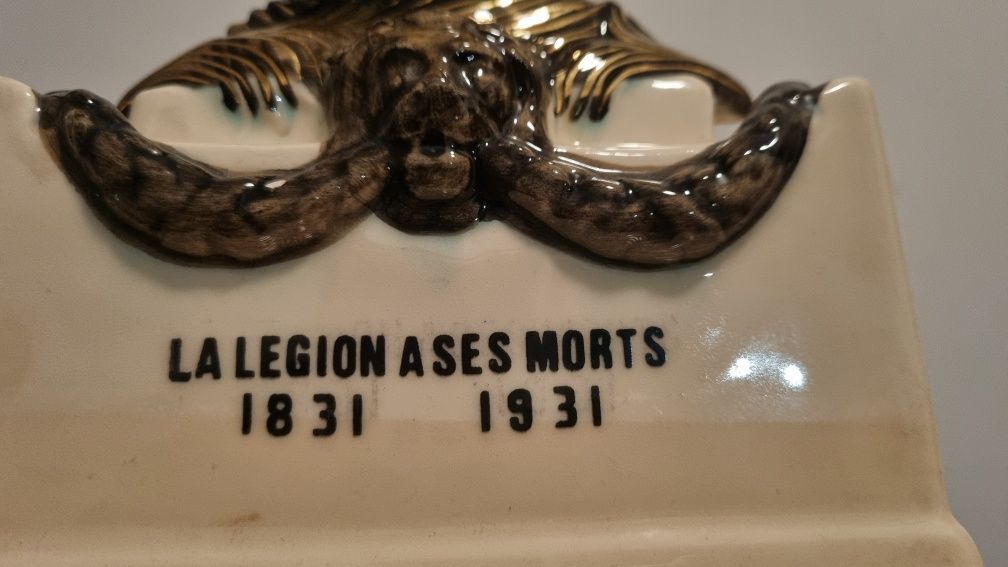 LA LEGION A SES MORTS
1831 1931